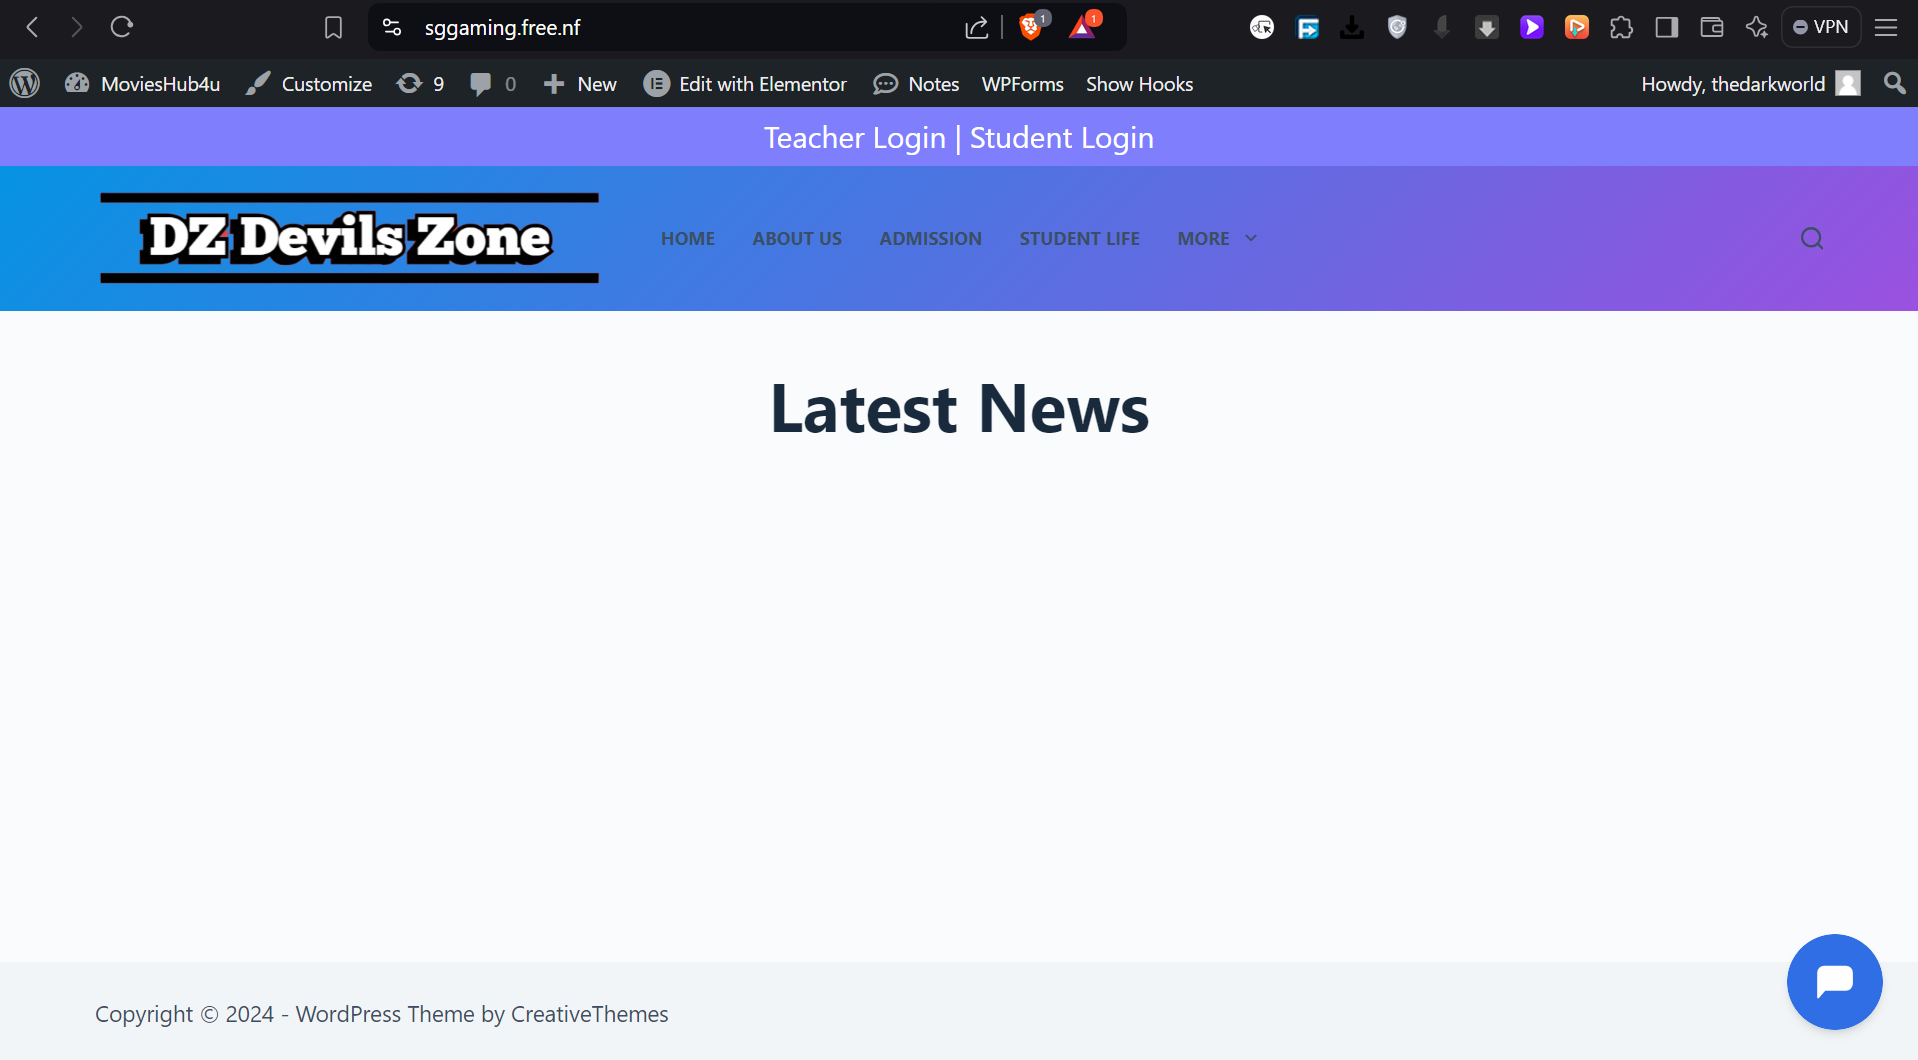 sggaming.free.nf
1
1
VPN
MoviesHub4u
Customize
9
0
New
Edit with Elementor
Notes
WPForms
Show Hooks
Howdy, thedarkworld
Teacher Login | Student Login
DZ Devils Zone
HOME
ABOUT US
ADMISSION
STUDENT LIFE
MORE
Latest News
Copyright © 2024 - WordPress Theme by CreativeThemes